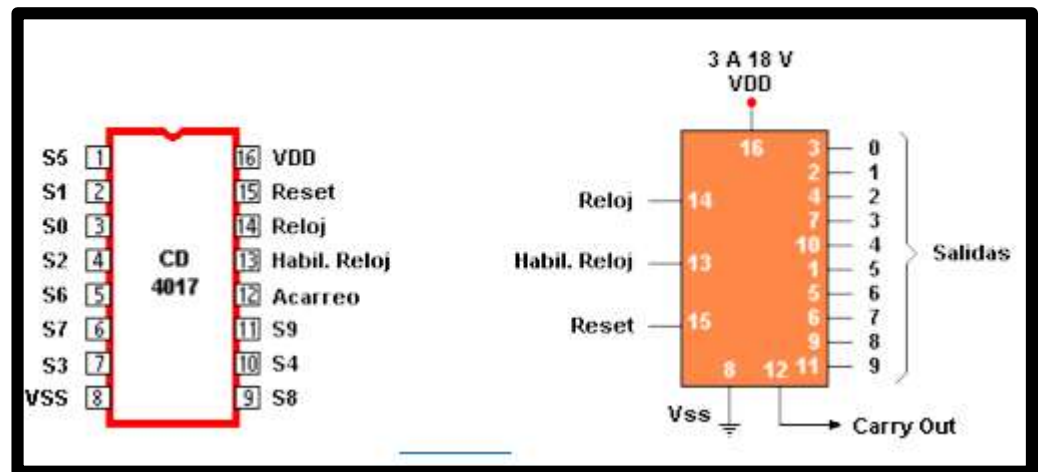 S5 1 16 VDD
S1 2 15 Reset
S0 3 14 Reloj
S2 4 13 Habil. Reloj
S6 5 12 Acarreo
S7 6 11 S9
S3 7 10 S4
VSS 8 9 S8
CD
4017
3 A 18 V
VDD
16 3 0
2 1
Reloj 14 4 2
7 3
10 4
Habil. Reloj 13 1 5
5 6
Reset 15 6 7
9 8
8 12 11 9
Salidas
Vss
Carry Out